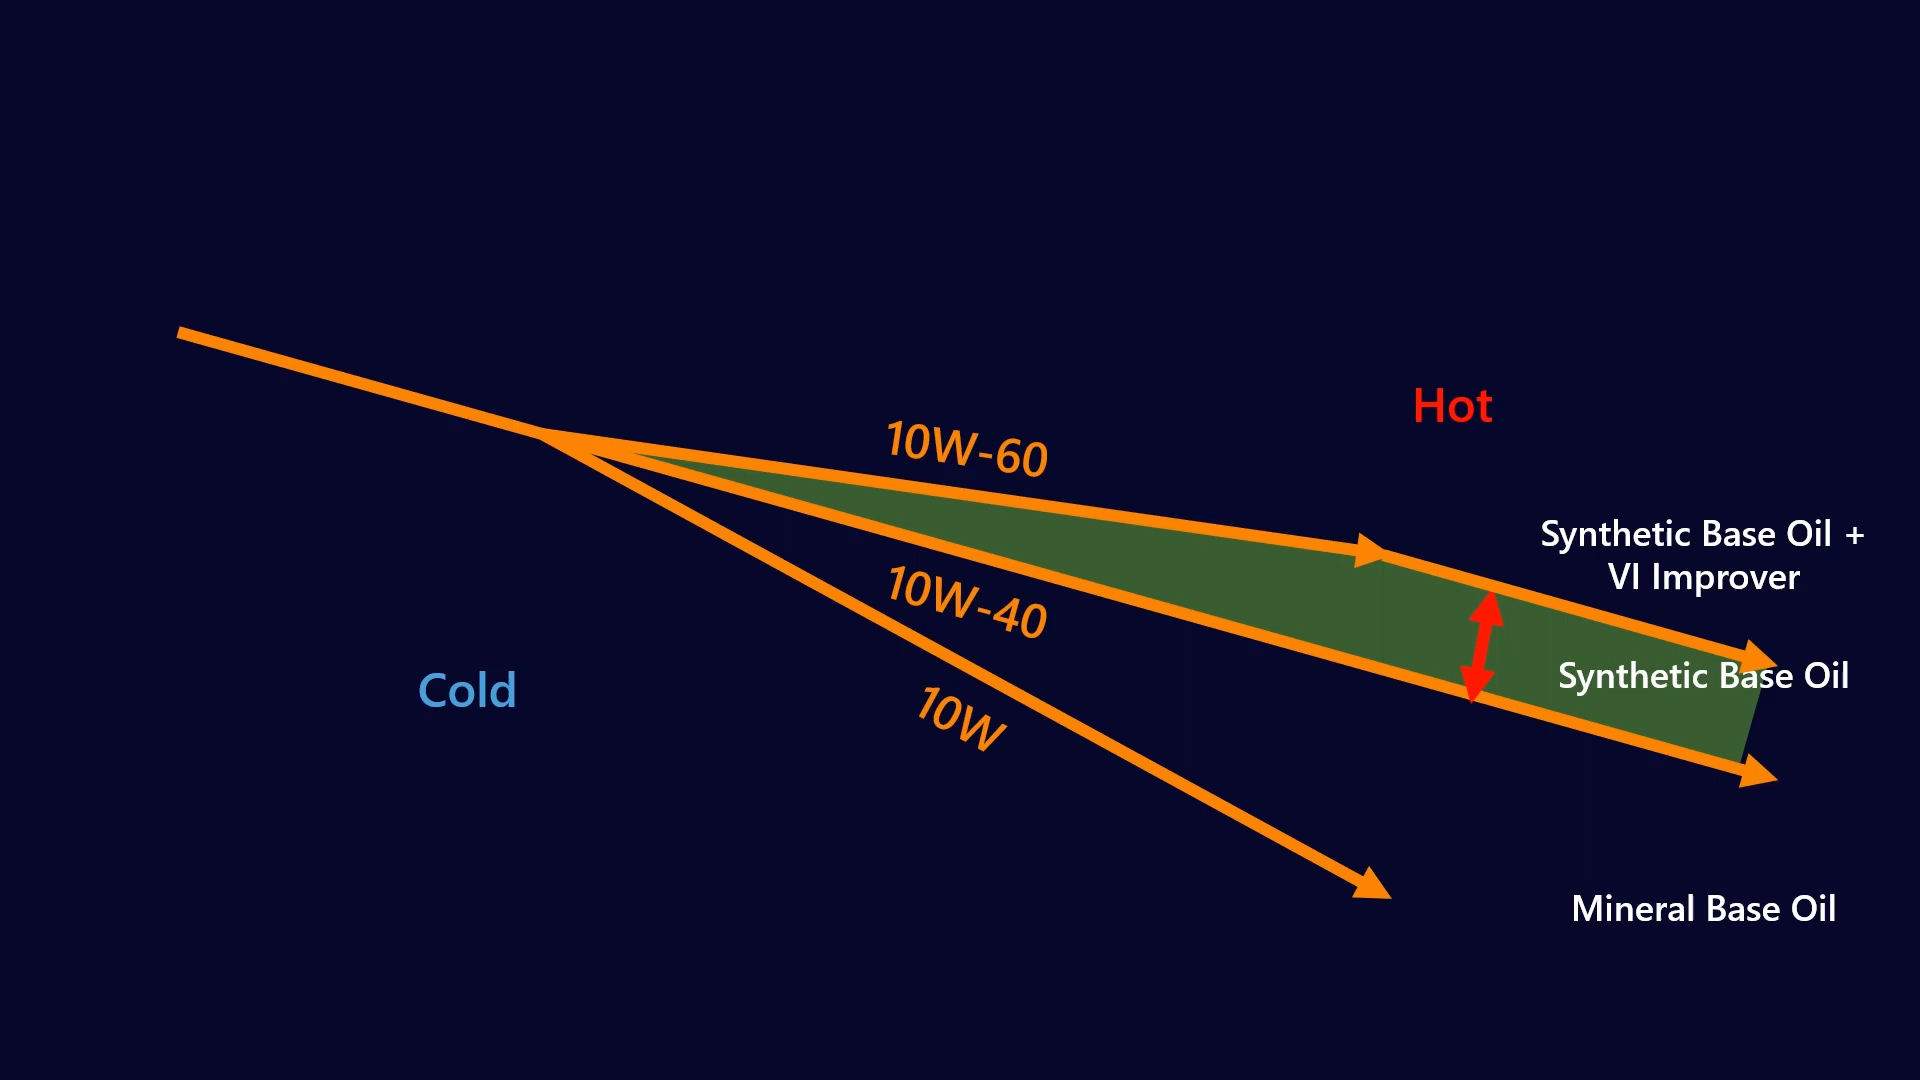 Hot
10W-60
Synthetic Base Oil +
VI Improver
10W-40
Synthetic Base Oil
Cold
10W
Mineral Base Oil